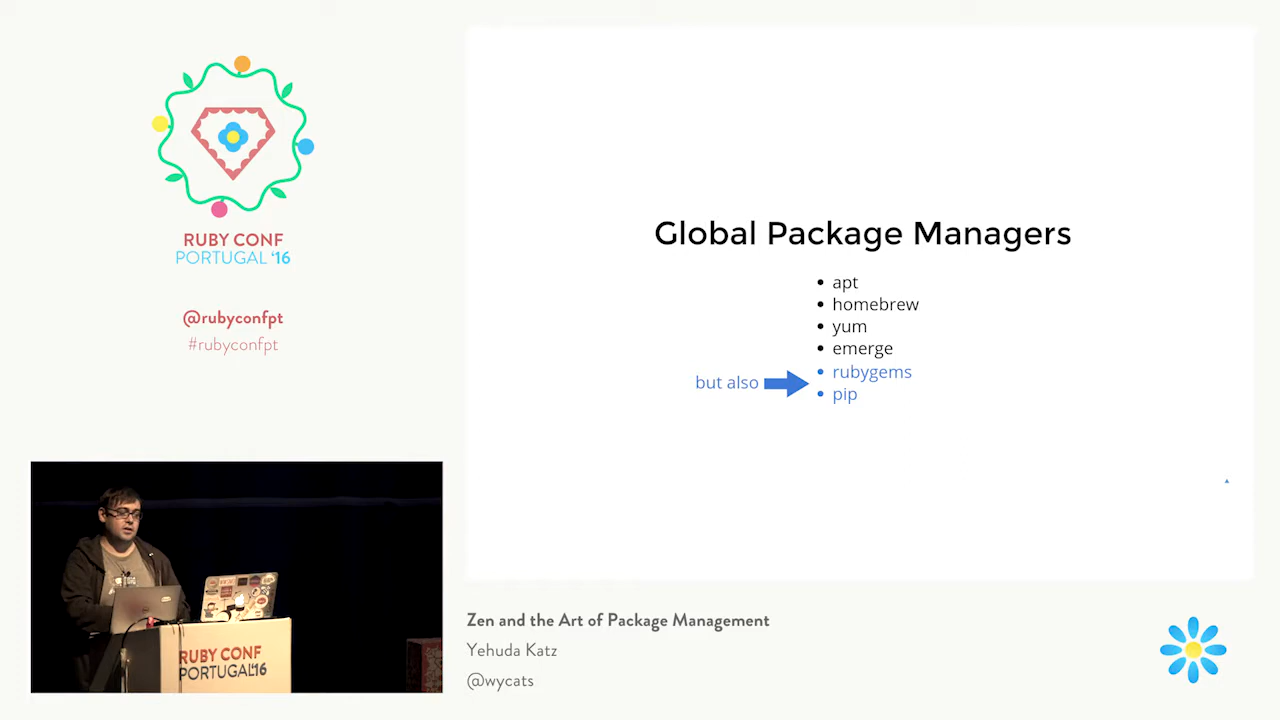 RUBY CONF
PORTUGAL '16
@rubyconfpt
#rubyconfpt
Global Package Managers
• apt
• homebrew
• yum
• emerge
• rubygems
but also
• pip
RUBY CONF
PORTUGAL'16
Zen and the Art of Package Management
Yehuda Katz
@wycats